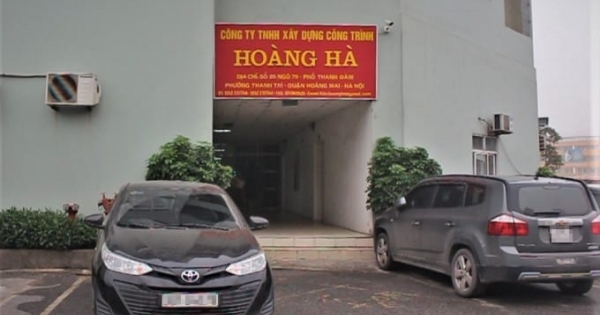 CÔNG TY TNHH XÂY DỰNG CÔNG TRÌNH
HOÀNG HÀ
ĐỊA CHỈ: SỐ 85 NGÕ 79 - PHỐ THANH ĐÀM
PHƯỜNG THANH TRÌ - QUẬN HOÀNG MAI - HÀ NỘI
TOYOTA